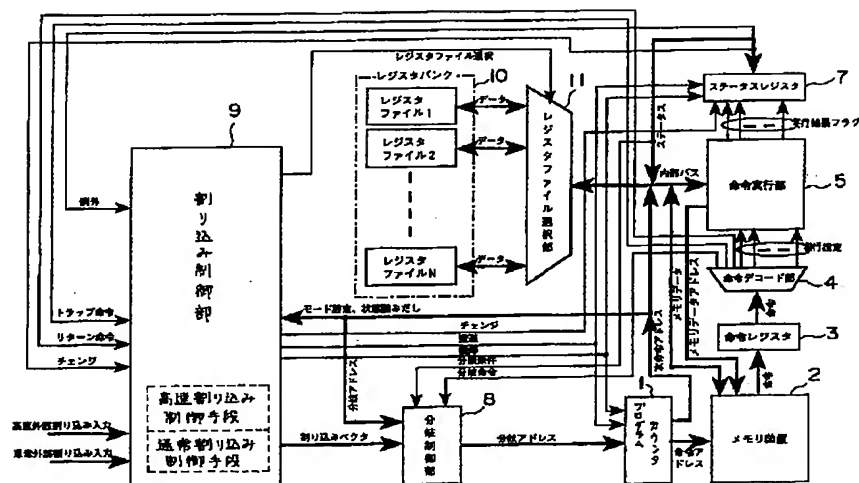 レジスタファイル選択
レジスタバンク
10
11
7
ステータスレジスタ
実行結果フラグ
9
割り込み制御部
レジスタ
ファイル1
データ
レジスタ
ファイル2
データ
レジスタ
ファイルN
データ
レジスタファイル選択部
ステータス
内部バス
命令実行部
5
実行指定
命令デコード部
4
命令
命令レジスタ
3
命令
2
メモリ装置
メモリデータ
メモリデータアドレス
例外
トラップ命令
リターン命令
チェンジ
モード設定、状態読みだし
チェンジ
分岐条件
分岐命令
分岐アドレス
次命令アドレス
高速割り込み
制御手段
通常割り込み
制御手段
高速外部割り込み入力
通常外部割り込み入力
割り込みベクタ
8
分岐制御部
分岐アドレス
1
プログラム
カウンタ
命令アドレス